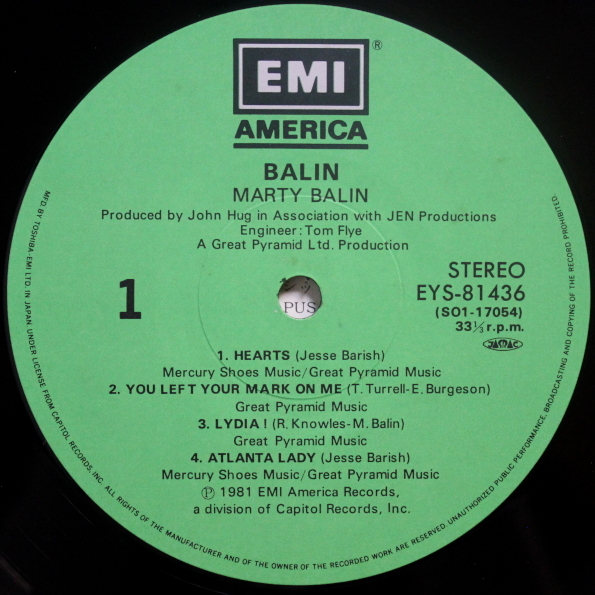 EMI
®
AMERICA
BALIN
MARTY BALIN
Produced by John Hug in Association with JEN Productions
Engineer: Tom Flye
A Great Pyramid Ltd. Production
1
STEREO
EYS-81436
(SO1-17054)
33⅓ r.p.m.
JASRAC
PUS
1. HEARTS (Jesse Barish)
Mercury Shoes Music/Great Pyramid Music
2. YOU LEFT YOUR MARK ON ME (T. Turrell-E. Burgeson)
Great Pyramid Music
3. LYDIA! (R. Knowles-M. Balin)
Great Pyramid Music
4. ATLANTA LADY (Jesse Barish)
Mercury Shoes Music/Great Pyramid Music
Ⓟ 1981 EMI America Records,
a division of Capitol Records, Inc.
MFD. BY TOSHIBA-EMI LTD. IN JAPAN, UNDER LICENSE FROM CAPITOL RECORDS, INC. ALL RIGHTS OF THE MANUFACTURER AND OF THE OWNER OF THE RECORDED WORK ARE RESERVED. UNAUTHORIZED PUBLIC PERFORMANCE, BROADCASTING AND COPYING OF THE RECORD PROHIBITED.